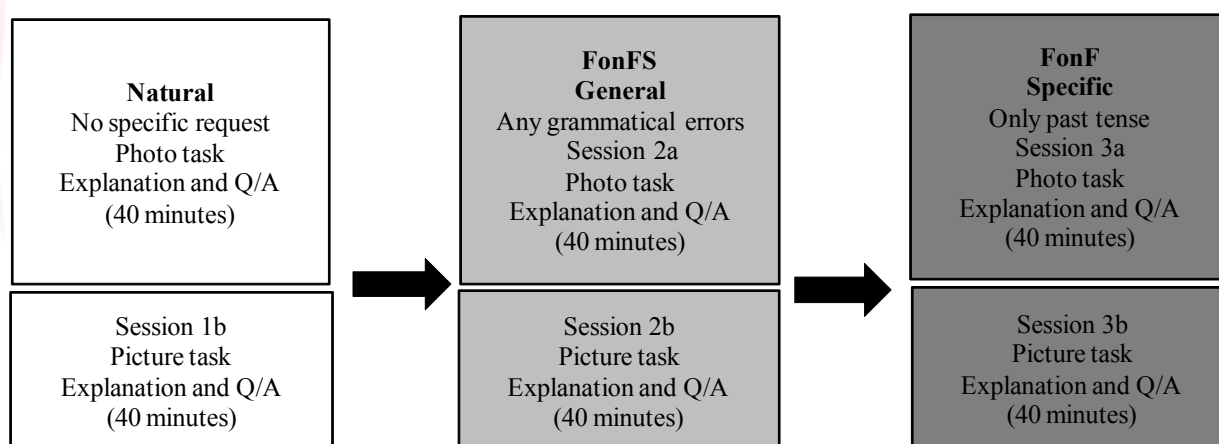 Natural
No specific request
Photo task
Explanation and Q/A
(40 minutes)
Session 1b
Picture task
Explanation and Q/A
(40 minutes)
FonFS
General
Any grammatical errors
Session 2a
Photo task
Explanation and Q/A
(40 minutes)
Session 2b
Picture task
Explanation and Q/A
(40 minutes)
FonF
Specific
Only past tense
Session 3a
Photo task
Explanation and Q/A
(40 minutes)
Session 3b
Picture task
Explanation and Q/A
(40 minutes)